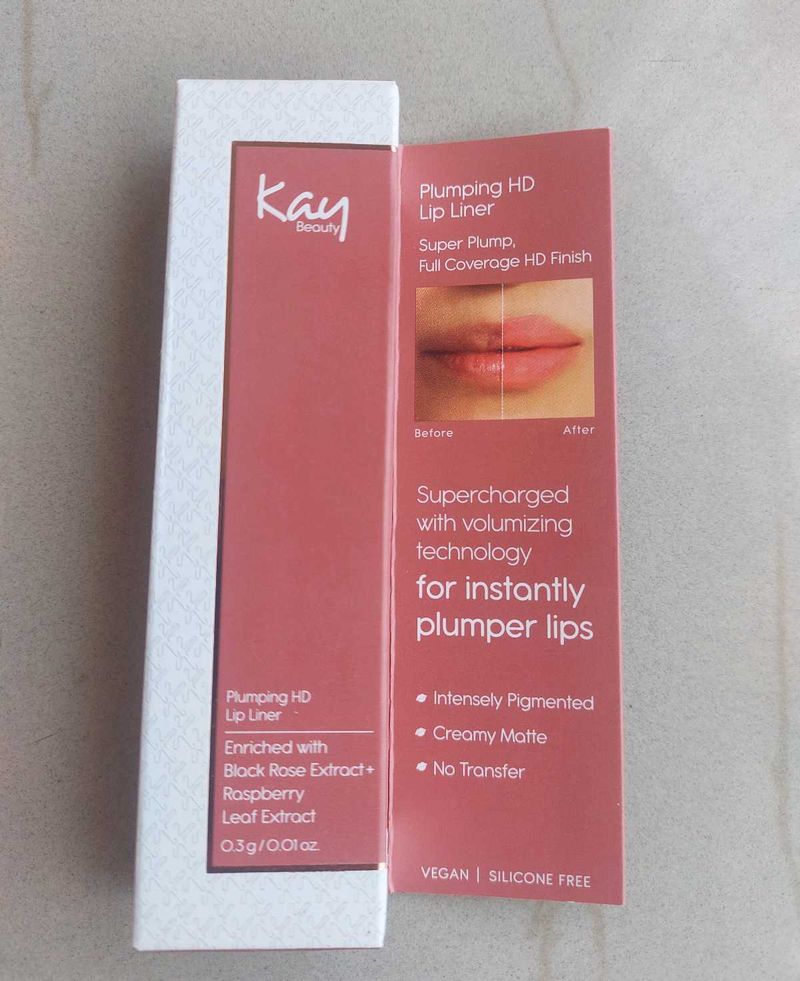 Kay
Beauty
Plumping HD
Lip Liner
Enriched with
Black Rose Extract+
Raspberry
Leaf Extract
0.3 g / 0.01 oz.
Plumping HD
Lip Liner
Super Plump,
Full Coverage HD Finish
Before After
Supercharged
with volumizing
technology
for instantly
plumper lips
Intensely Pigmented
Creamy Matte
No Transfer
VEGAN | SILICONE FREE